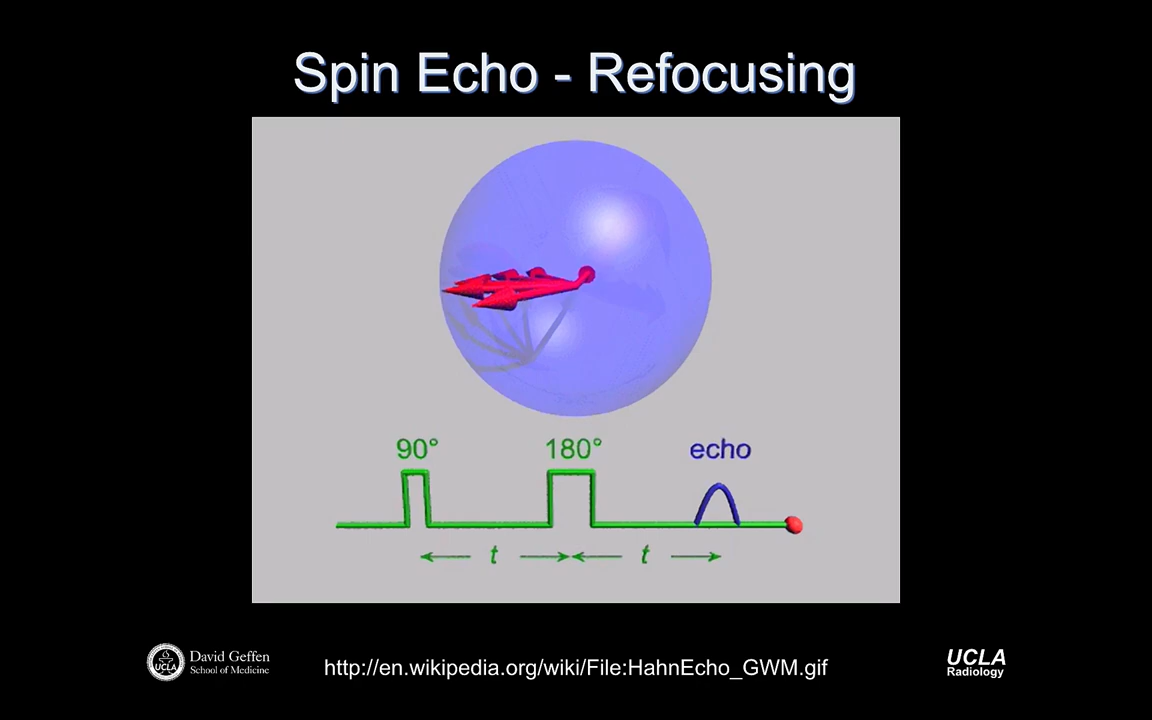 Spin Echo - Refocusing
90°
180°
echo
t
t
David Geffen
School of Medicine
UCLA
http://en.wikipedia.org/wiki/File:HahnEcho_GWM.gif
UCLA
Radiology